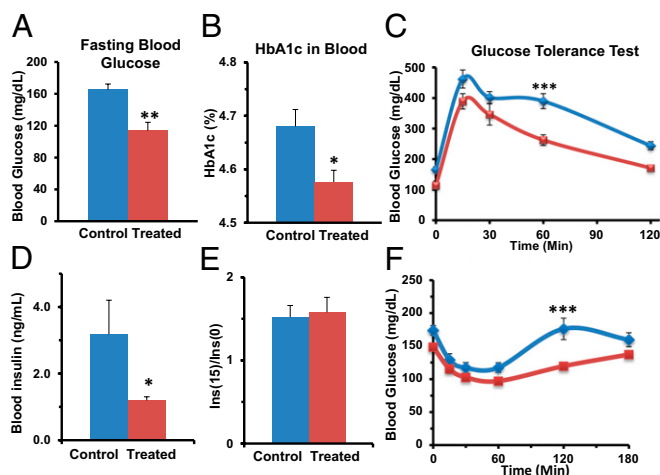 A
Fasting Blood
Glucose
Blood Glucose (mg/dL)
200
160
120
80
40
0
**
Control Treated
B
HbA1c in Blood
HbA1c (%)
4.8
4.7
4.6
4.5
*
Control Treated
C
Glucose Tolerance Test
Blood Glucose (mg/dL)
500
400
300
200
100
0
***
0 30 60 90 120
Time (Min)
D
Blood insulin (ng/mL)
4.0
2.0
0.0
*
Control Treated
E
Ins(15)/Ins(0)
2
1
0
Control Treated
F
Blood Glucose (mg/dL)
250
200
150
100
50
0
***
0 60 120 180
Time (Min)